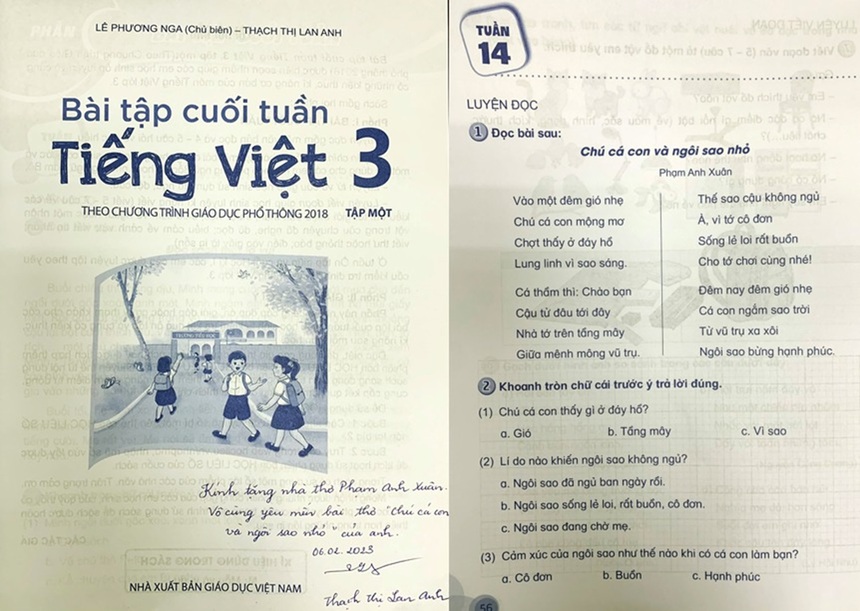 LÊ PHƯƠNG NGA (Chủ biên) – THẠCH THỊ LAN ANH
Bài tập cuối tuần
Tiếng Việt 3
THEO CHƯƠNG TRÌNH GIÁO DỤC PHỔ THÔNG 2018 TẬP MỘT
TRƯỜNG TIỂU HỌC
Kính tặng nhà thơ Phạm Anh Xuân.
Vô cùng yêu mến bài thơ "Chú cá con
và ngôi sao nhỏ" của anh.
06.02.2023
Thạch Thị Lan Anh
NHÀ XUẤT BẢN GIÁO DỤC VIỆT NAM
TUẦN
14
LUYỆN ĐỌC
1 Đọc bài sau:
Chú cá con và ngôi sao nhỏ
Phạm Anh Xuân
Vào một đêm gió nhẹ
Chú cá con mộng mơ
Chợt thấy ở đáy hồ
Lung linh vì sao sáng.
Cá thầm thì: Chào bạn
Cậu từ đâu tới đây
Nhà tớ trên tầng mây
Giữa mênh mông vũ trụ.
Thế sao cậu không ngủ
À, vì tớ cô đơn
Sống lẻ loi rất buồn
Cho tớ chơi cùng nhé!
Đêm nay đêm gió nhẹ
Cá con ngắm sao trời
Từ vũ trụ xa xôi
Ngôi sao bừng hạnh phúc.
2 Khoanh tròn chữ cái trước ý trả lời đúng.
(1) Chú cá con thấy gì ở đáy hồ?
a. Gió b. Tầng mây c. Vì sao
(2) Lí do nào khiến ngôi sao không ngủ?
a. Ngôi sao đã ngủ ban ngày rồi.
b. Ngôi sao sống lẻ loi, rất buồn, cô đơn.
c. Ngôi sao đang chờ mẹ.
(3) Cảm xúc của ngôi sao như thế nào khi có cá con làm bạn?
a. Cô đơn b. Buồn c. Hạnh phúc
56